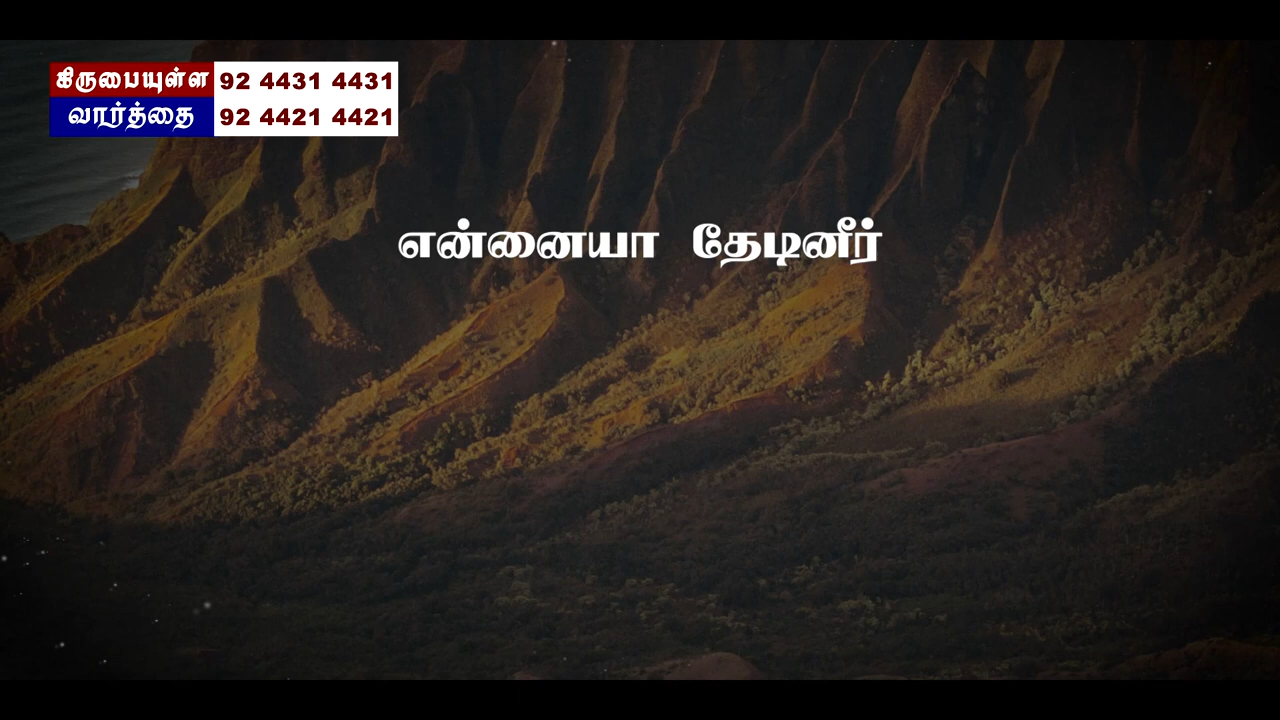 கிருபையுள்ள 92 4431 4431
வார்த்தை 92 4421 4421
என்னையா தேடினீர்